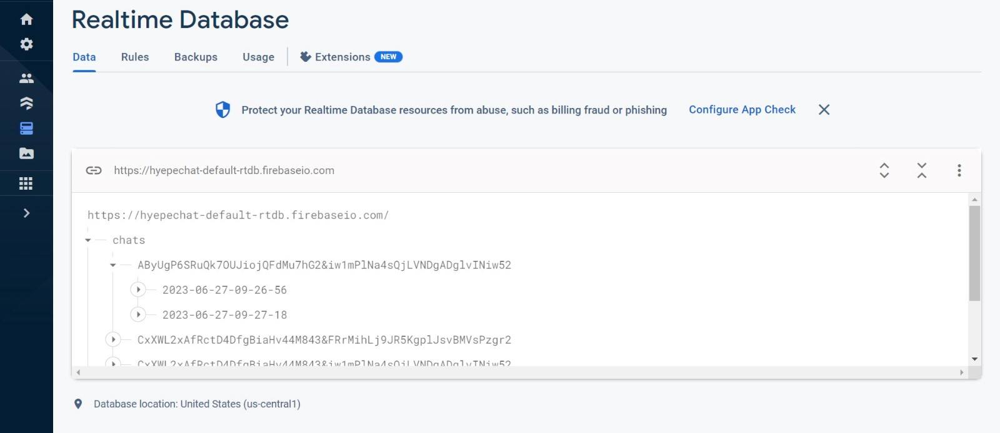 Realtime Database
Data Rules Backups Usage Extensions NEW
Protect your Realtime Database resources from abuse, such as billing fraud or phishing Configure App Check
https://hyepechat-default-rtdb.firebaseio.com
https://hyepechat-default-rtdb.firebaseio.com/
chats
AByUgP6SRuQk7OUJiojQFdMu7hG2&iw1mPlNa4sQjLVNDgADglvINiw52
2023-06-27-09-26-56
2023-06-27-09-27-18
CxXWL2xAfRctD4DfgBiaHv44M843&FRrMihLj9JR5KgplJsvBMVsPzgr2
CxXWL2xAfRctD4DfgBiaHv44M843&iw1mPlNa4sQjLVNDgADglvINiw52
Database location: United States (us-central1)